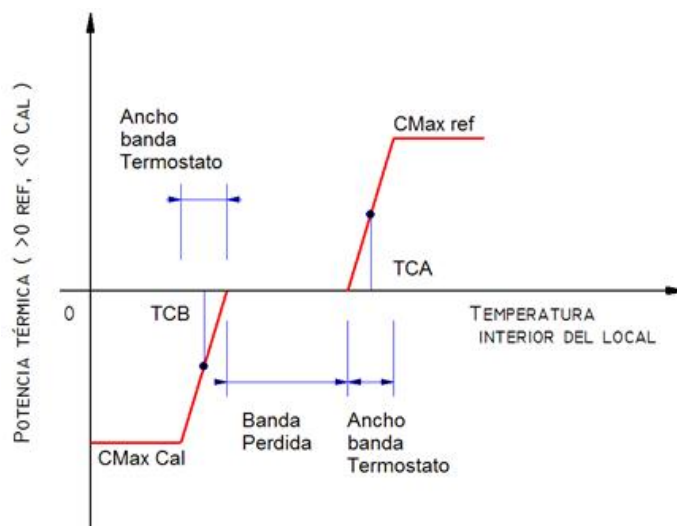 POTENCIA TÉRMICA ( >0 REF, <0 CAL )
Ancho
banda
Termostato
CMax ref
TCA
0
TCB
TEMPERATURA
INTERIOR DEL LOCAL
Banda
Perdida
Ancho
banda
Termostato
CMax Cal